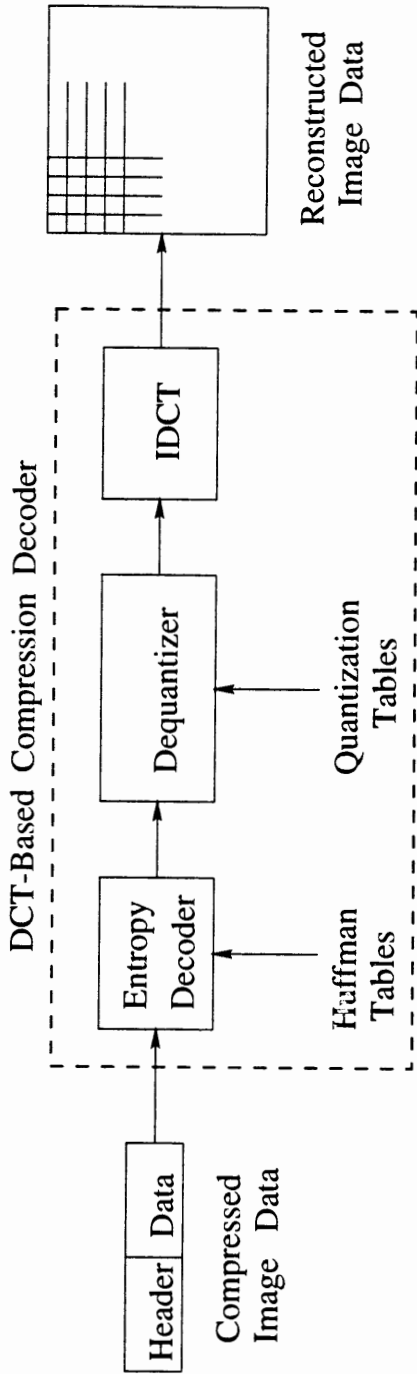 DCT-Based Compression Decoder
Header Data
Compressed
Image Data
Entropy
Decoder
Huffman
Tables
Dequantizer
Quantization
Tables
IDCT
Reconstructed
Image Data